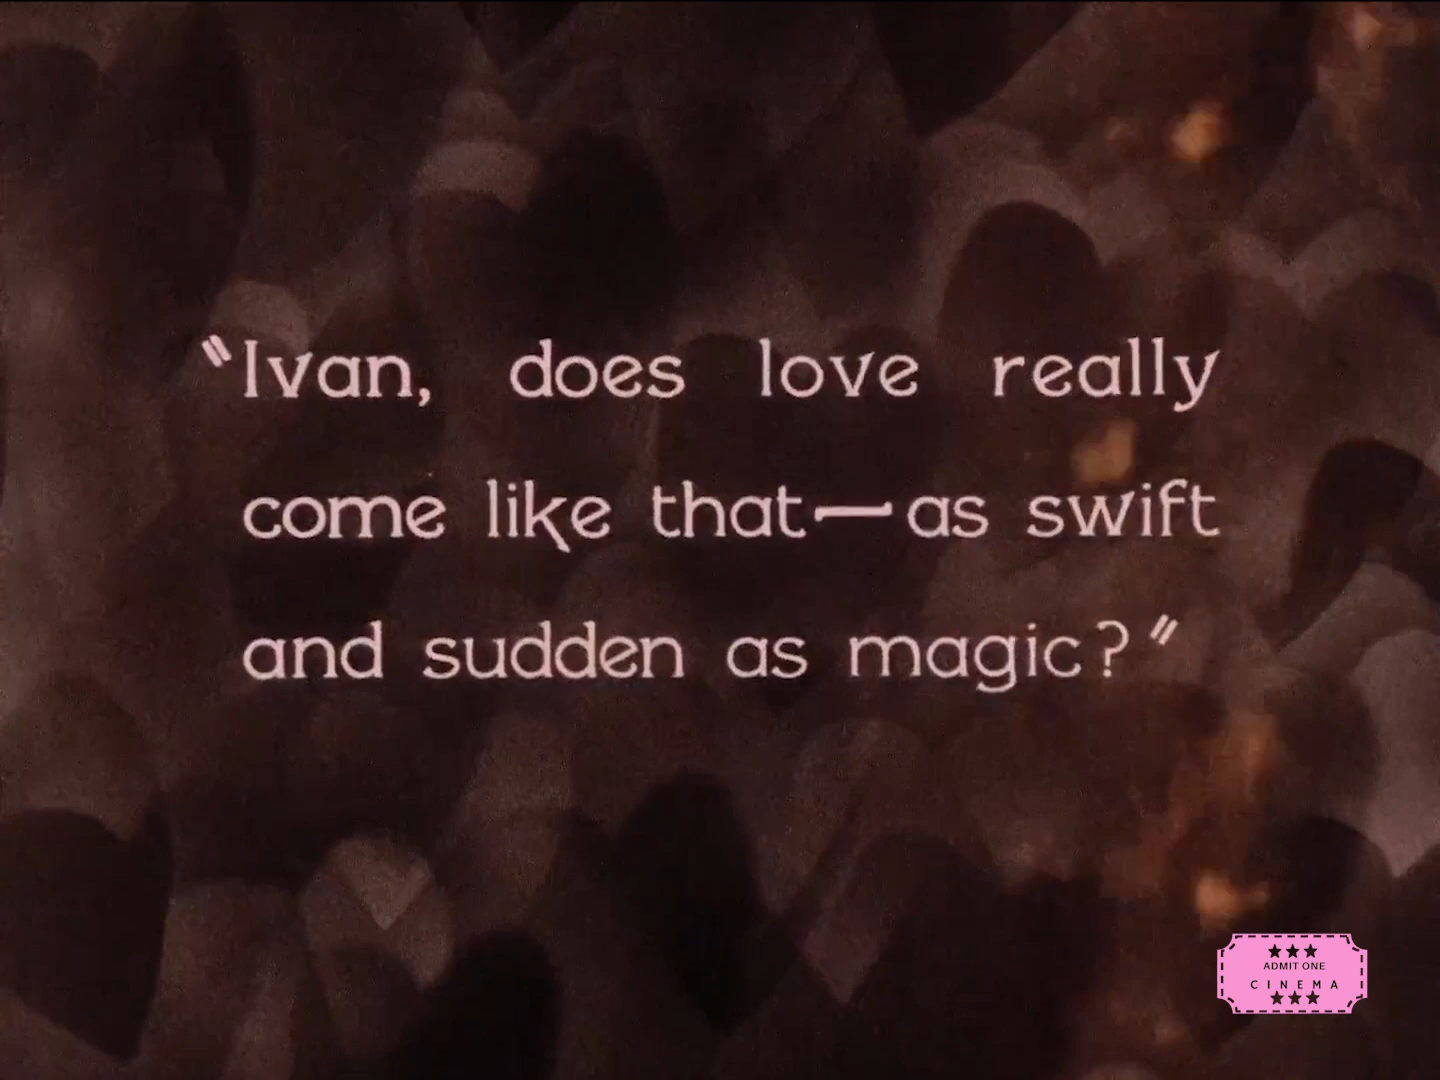 "Ivan, does love really
come like that—as swift
and sudden as magic?"
ADMIT ONE
CINEMA